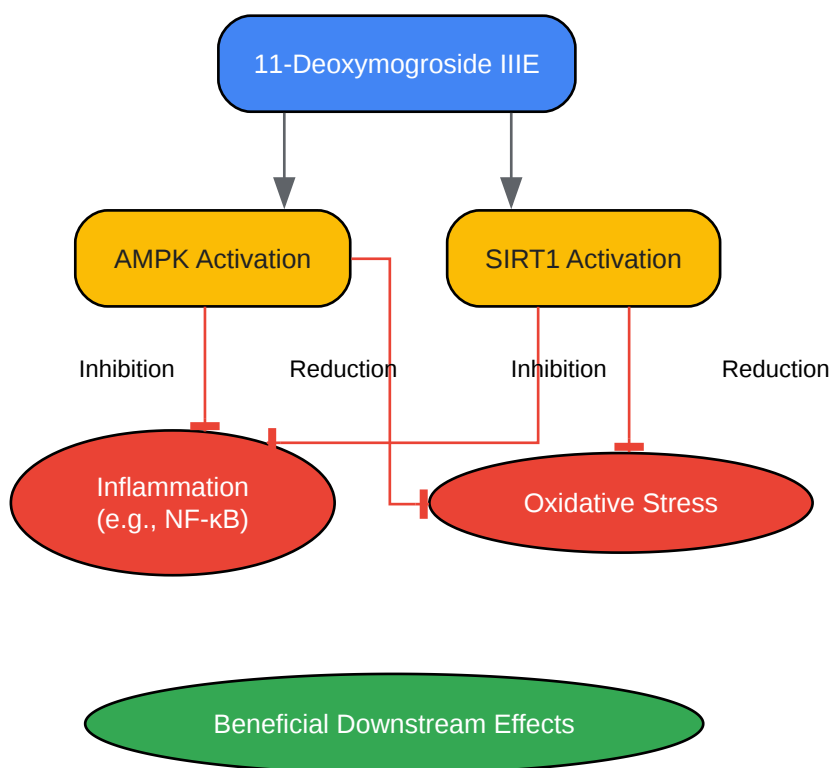 11-Deoxymogroside IIIE
AMPK Activation
SIRT1 Activation
Inhibition
Reduction
Inhibition
Reduction
Inflammation
(e.g., NF-κB)
Oxidative Stress
Beneficial Downstream Effects